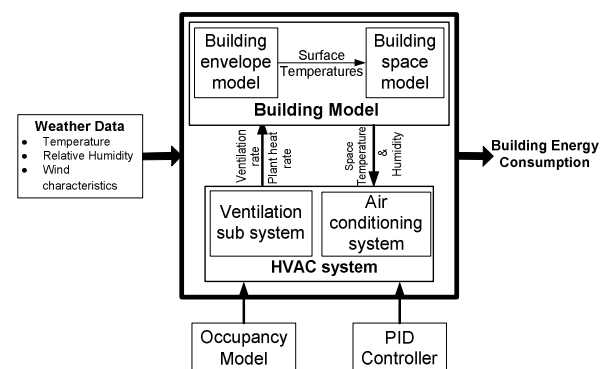 Building
envelope
model
Surface
Temperatures
Building
space
model
Building Model
Weather Data
• Temperature
• Relative Humidity
• Wind
characteristics
Ventilation
rate
Plant heat
rate
Space
Temperature
&
Humidity
Building Energy
Consumption
Ventilation
sub system
Air
conditioning
system
HVAC system
Occupancy
Model
PID
Controller